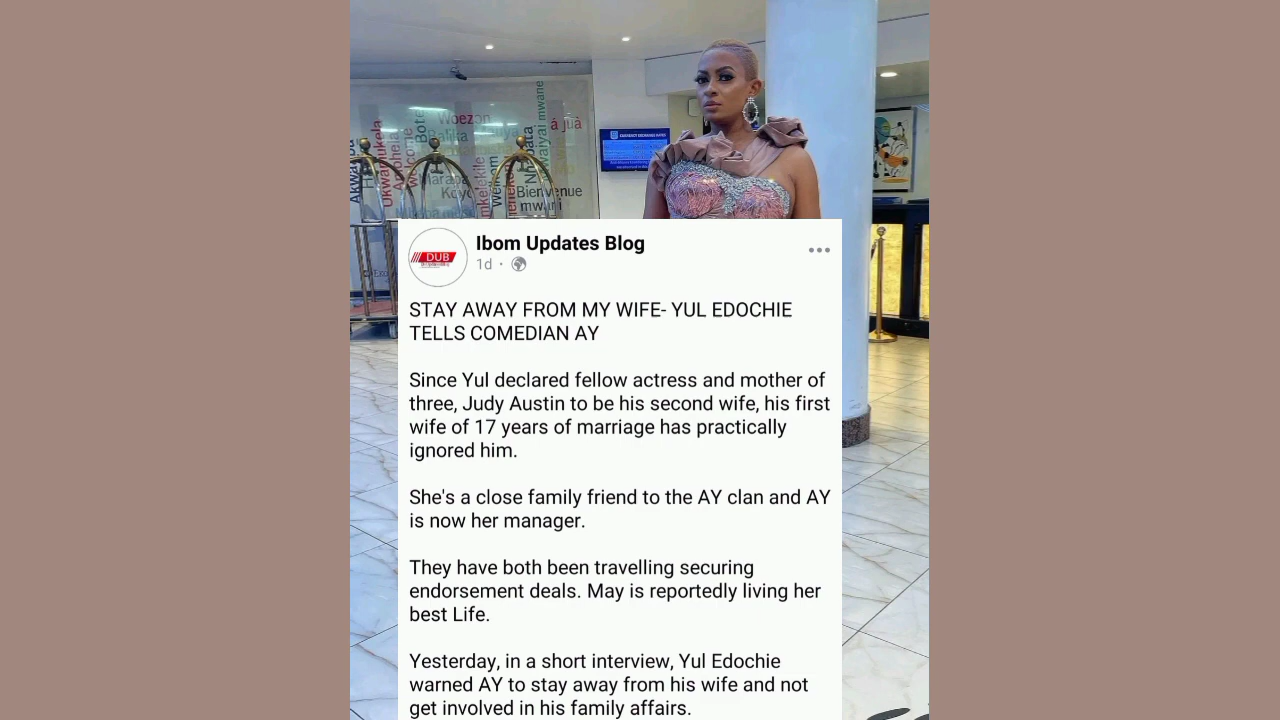 Woezon
à juà
Bienvenue
Ibom Updates Blog
DUB
1d
STAY AWAY FROM MY WIFE- YUL EDOCHIE
TELLS COMEDIAN AY
Since Yul declared fellow actress and mother of
three, Judy Austin to be his second wife, his first
wife of 17 years of marriage has practically
ignored him.
She's a close family friend to the AY clan and AY
is now her manager.
They have both been travelling securing
endorsement deals. May is reportedly living her
best Life.
Yesterday, in a short interview, Yul Edochie
warned AY to stay away from his wife and not
get involved in his family affairs.